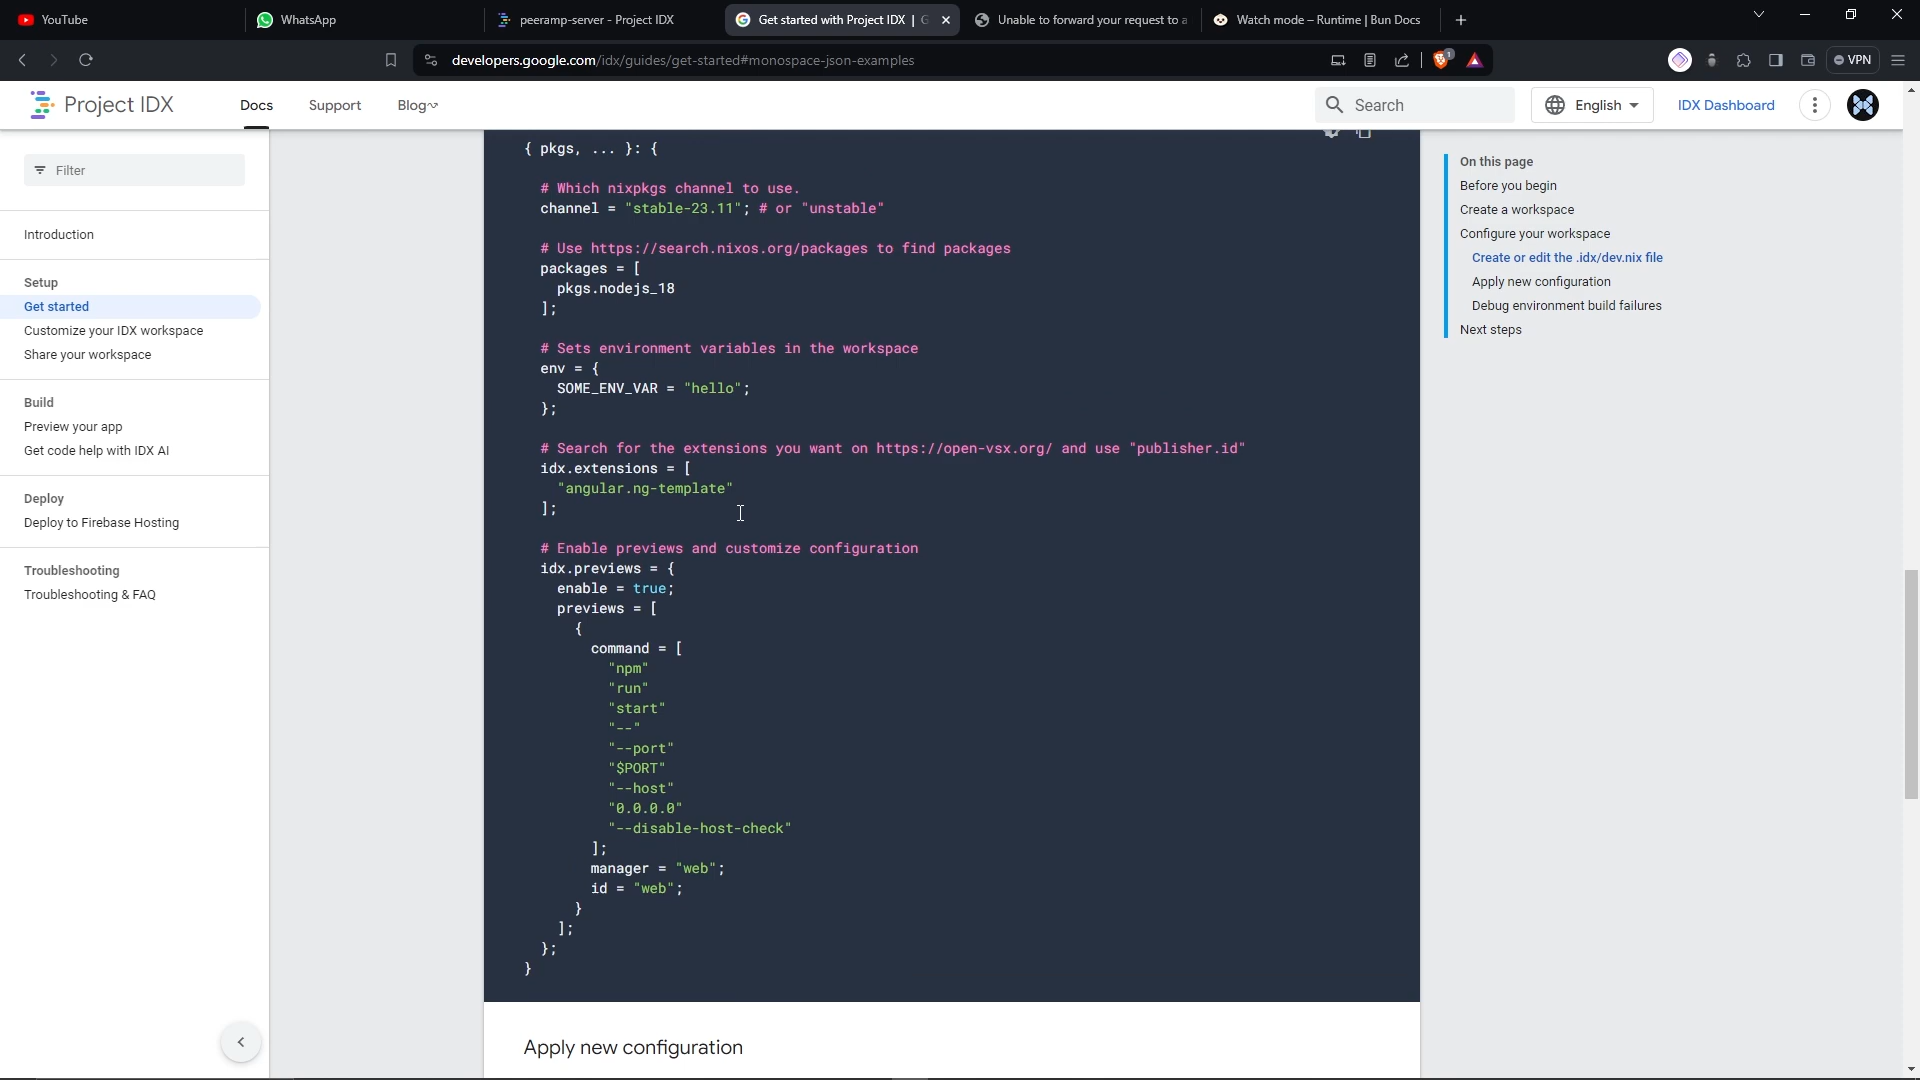 YouTube
WhatsApp
peeramp-server - Project IDX
Get started with Project IDX | G
Unable to forward your request to a
Watch mode – Runtime | Bun Docs
developers.google.com/idx/guides/get-started#monospace-json-examples
1
VPN
Project IDX
Docs
Support
Blog
Search
English
IDX Dashboard
Filter
Introduction
Setup
Get started
Customize your IDX workspace
Share your workspace
Build
Preview your app
Get code help with IDX AI
Deploy
Deploy to Firebase Hosting
Troubleshooting
Troubleshooting & FAQ
{ pkgs, ... }: {
# Which nixpkgs channel to use.
channel = "stable-23.11"; # or "unstable"
# Use https://search.nixos.org/packages to find packages
packages = [
pkgs.nodejs_18
];
# Sets environment variables in the workspace
env = {
SOME_ENV_VAR = "hello";
};
# Search for the extensions you want on https://open-vsx.org/ and use "publisher.id"
idx.extensions = [
"angular.ng-template"
];
# Enable previews and customize configuration
idx.previews = {
enable = true;
previews = [
{
command = [
"npm"
"run"
"start"
"--"
"--port"
"$PORT"
"--host"
"0.0.0.0"
"--disable-host-check"
];
manager = "web";
id = "web";
}
];
};
}
Apply new configuration
On this page
Before you begin
Create a workspace
Configure your workspace
Create or edit the .idx/dev.nix file
Apply new configuration
Debug environment build failures
Next steps